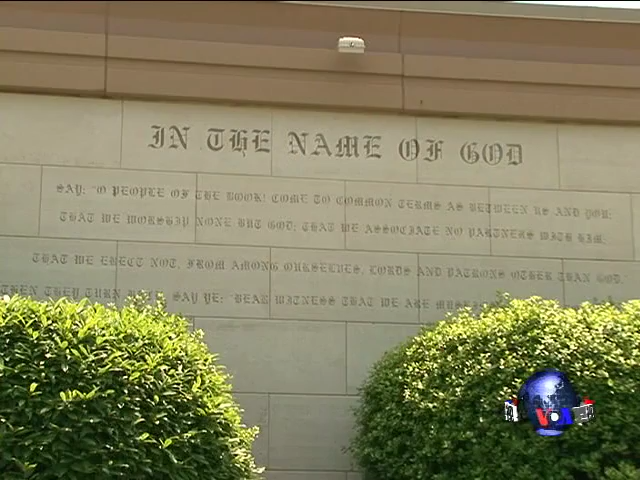 IN THE NAME OF GOD
SAY: "O PEOPLE OF THE BOOK! COME TO COMMON TERMS AS BETWEEN US AND YOU:
THAT WE WORSHIP NONE BUT GOD; THAT WE ASSOCIATE NO PARTNERS WITH HIM;
THAT WE ERECT NOT, FROM AMONG OURSELVES, LORDS AND PATRONS OTHER THAN GOD."
THEN THEY TURN SAY YE: "BEAR WITNESS THAT WE ARE
VOA